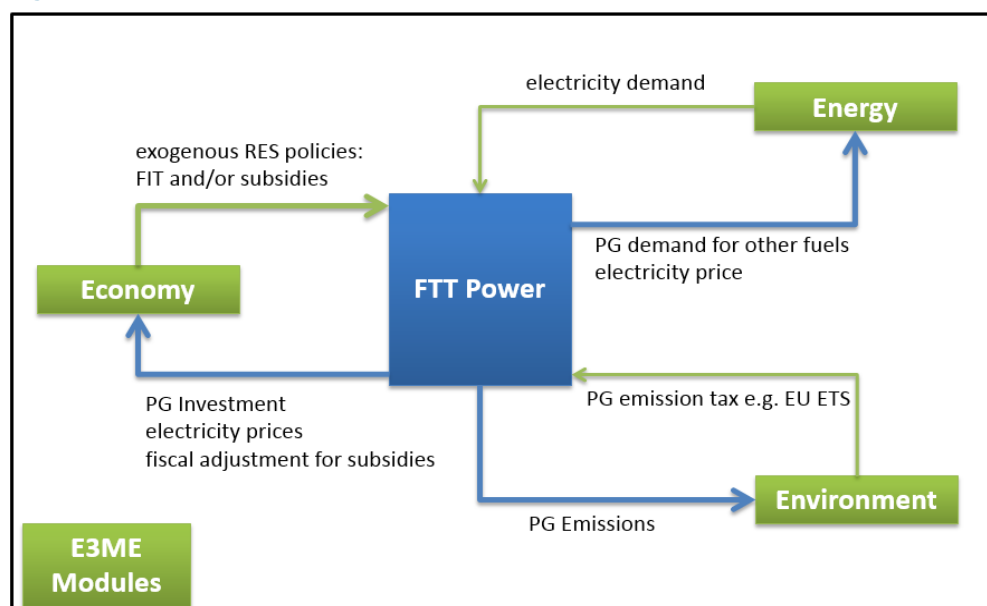 electricity demand
Energy
exogenous RES policies:
FIT and/or subsidies
PG demand for other fuels
electricity price
FTT Power
Economy
PG Investment
electricity prices
fiscal adjustment for subsidies
PG emission tax e.g. EU ETS
Environment
PG Emissions
E3ME
Modules